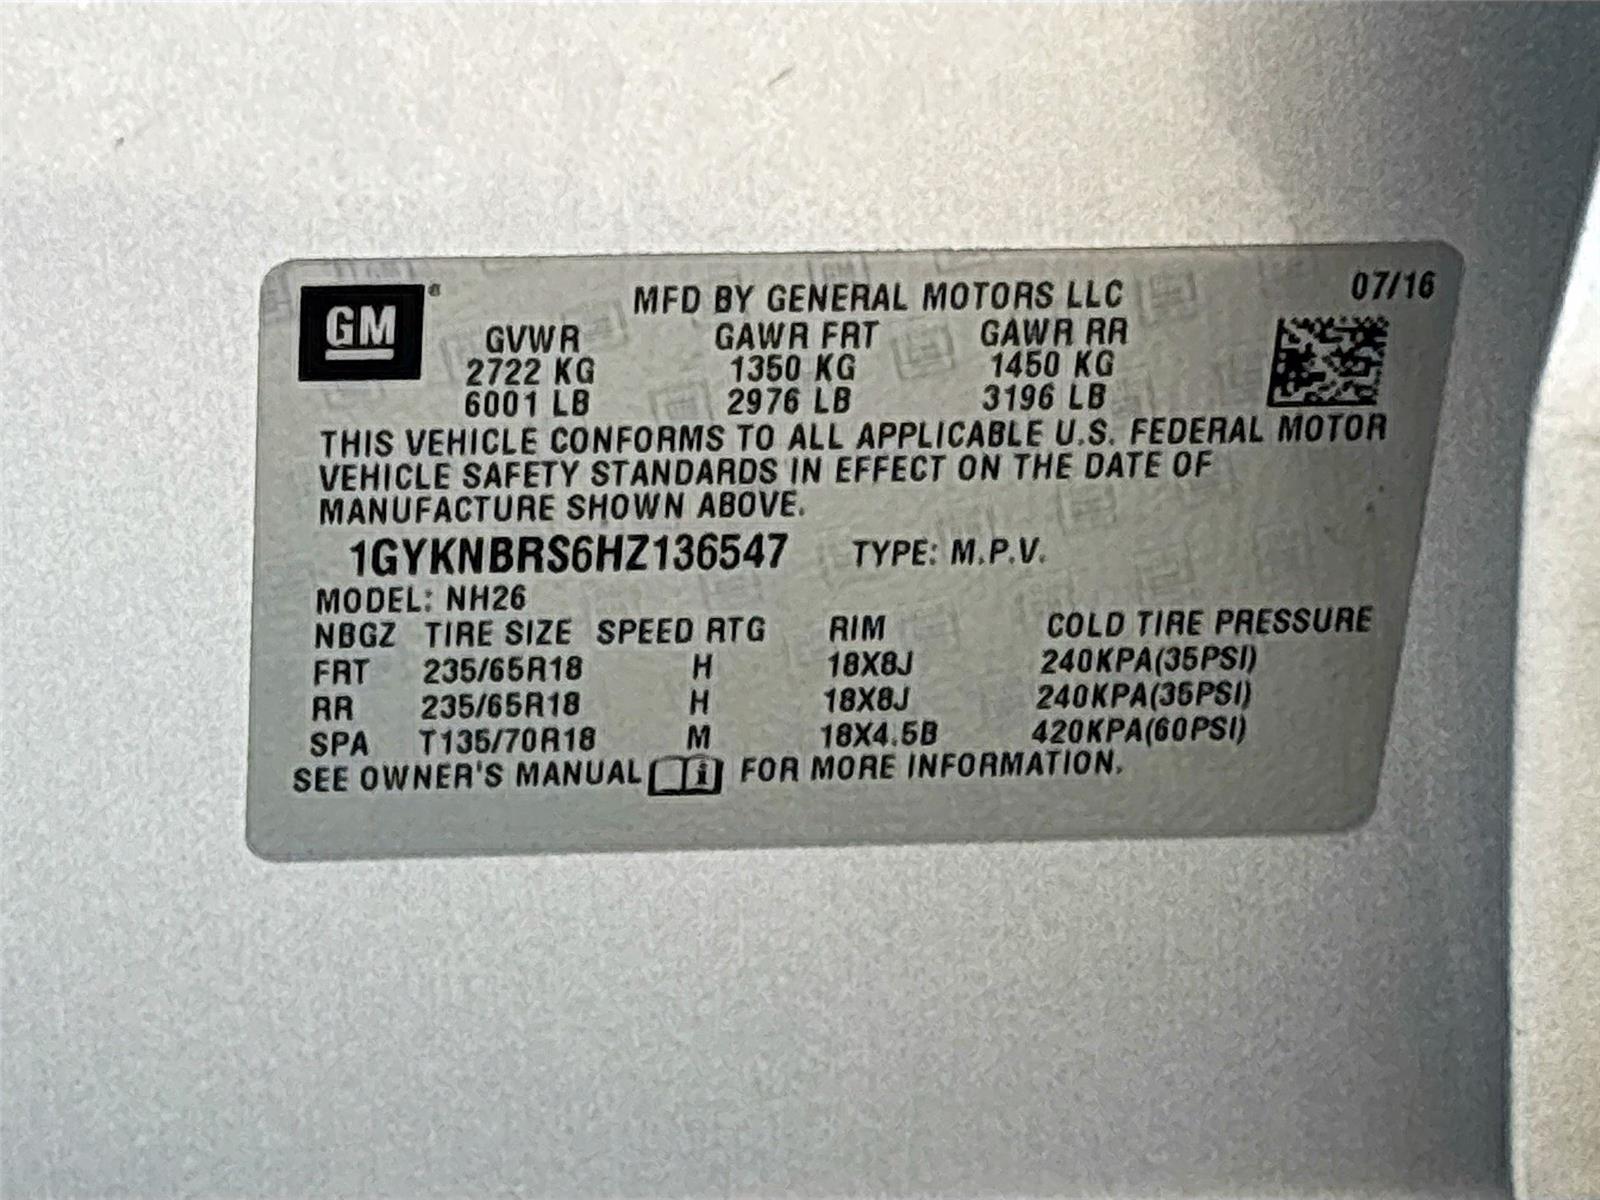 GM® MFD BY GENERAL MOTORS LLC 07/16
GVWR GAWR FRT GAWR RR
2722 KG 1350 KG 1450 KG
6001 LB 2976 LB 3196 LB
THIS VEHICLE CONFORMS TO ALL APPLICABLE U.S. FEDERAL MOTOR
VEHICLE SAFETY STANDARDS IN EFFECT ON THE DATE OF
MANUFACTURE SHOWN ABOVE.
1GYKNBRS6HZ136547 TYPE: M.P.V.
MODEL: NH26
NBGZ TIRE SIZE SPEED RTG RIM COLD TIRE PRESSURE
FRT 235/65R18 H 18X8J 240KPA(35PSI)
RR 235/65R18 H 18X8J 240KPA(35PSI)
SPA T135/70R18 M 18X4.5B 420KPA(60PSI)
SEE OWNER'S MANUAL i FOR MORE INFORMATION.